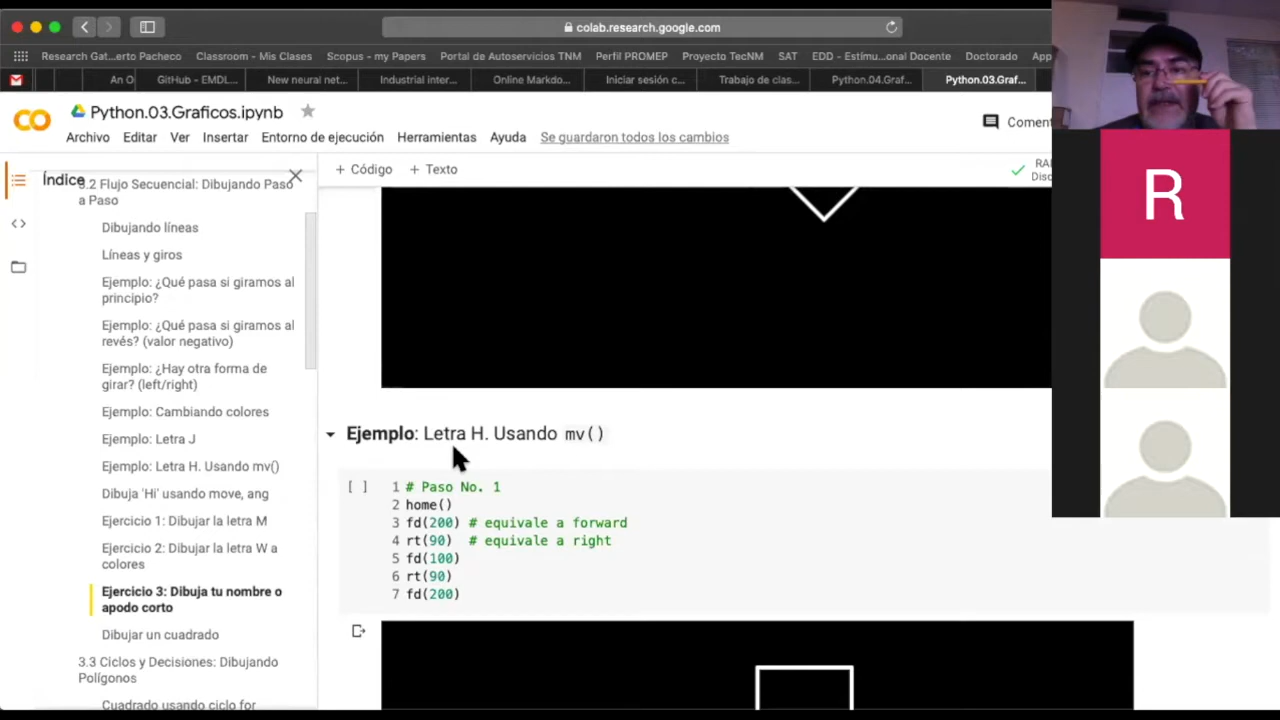 colab.research.google.com
Research Gat...erto Pacheco
Classroom - Mis Clases
Scopus - my Papers
Portal de Autoservicios TNM
Perfil PROMEP
Proyecto TecNM
SAT
EDD - Estímu...onal Docente
Doctorado
App
An O
GitHub - EMDL...
New neural net...
Industrial inter...
Online Markdo...
Iniciar sesión c...
Trabajo de clas...
Python.04.Graf...
Python.03.Graf...
Python.03.Graficos.ipynb
Archivo
Editar
Ver
Insertar
Entorno de ejecución
Herramientas
Ayuda
Se guardaron todos los cambios
Coment
Índice
3.2 Flujo Secuencial: Dibujando Paso
a Paso
Dibujando líneas
Líneas y giros
Ejemplo: ¿Qué pasa si giramos al
principio?
Ejemplo: ¿Qué pasa si giramos al
revés? (valor negativo)
Ejemplo: ¿Hay otra forma de
girar? (left/right)
Ejemplo: Cambiando colores
Ejemplo: Letra J
Ejemplo: Letra H. Usando mv()
Dibuja 'Hi' usando move, ang
Ejercicio 1: Dibujar la letra M
Ejercicio 2: Dibujar la letra W a
colores
Ejercicio 3: Dibuja tu nombre o
apodo corto
Dibujar un cuadrado
3.3 Ciclos y Decisiones: Dibujando
Polígonos
Cuadrado usando ciclo for
+ Código
+ Texto
RA
Disc
Ejemplo: Letra H. Usando mv()
[ ]
1 # Paso No. 1
2 home()
3 fd(200) # equivale a forward
4 rt(90)  # equivale a right
5 fd(100)
6 rt(90)
7 fd(200)
R